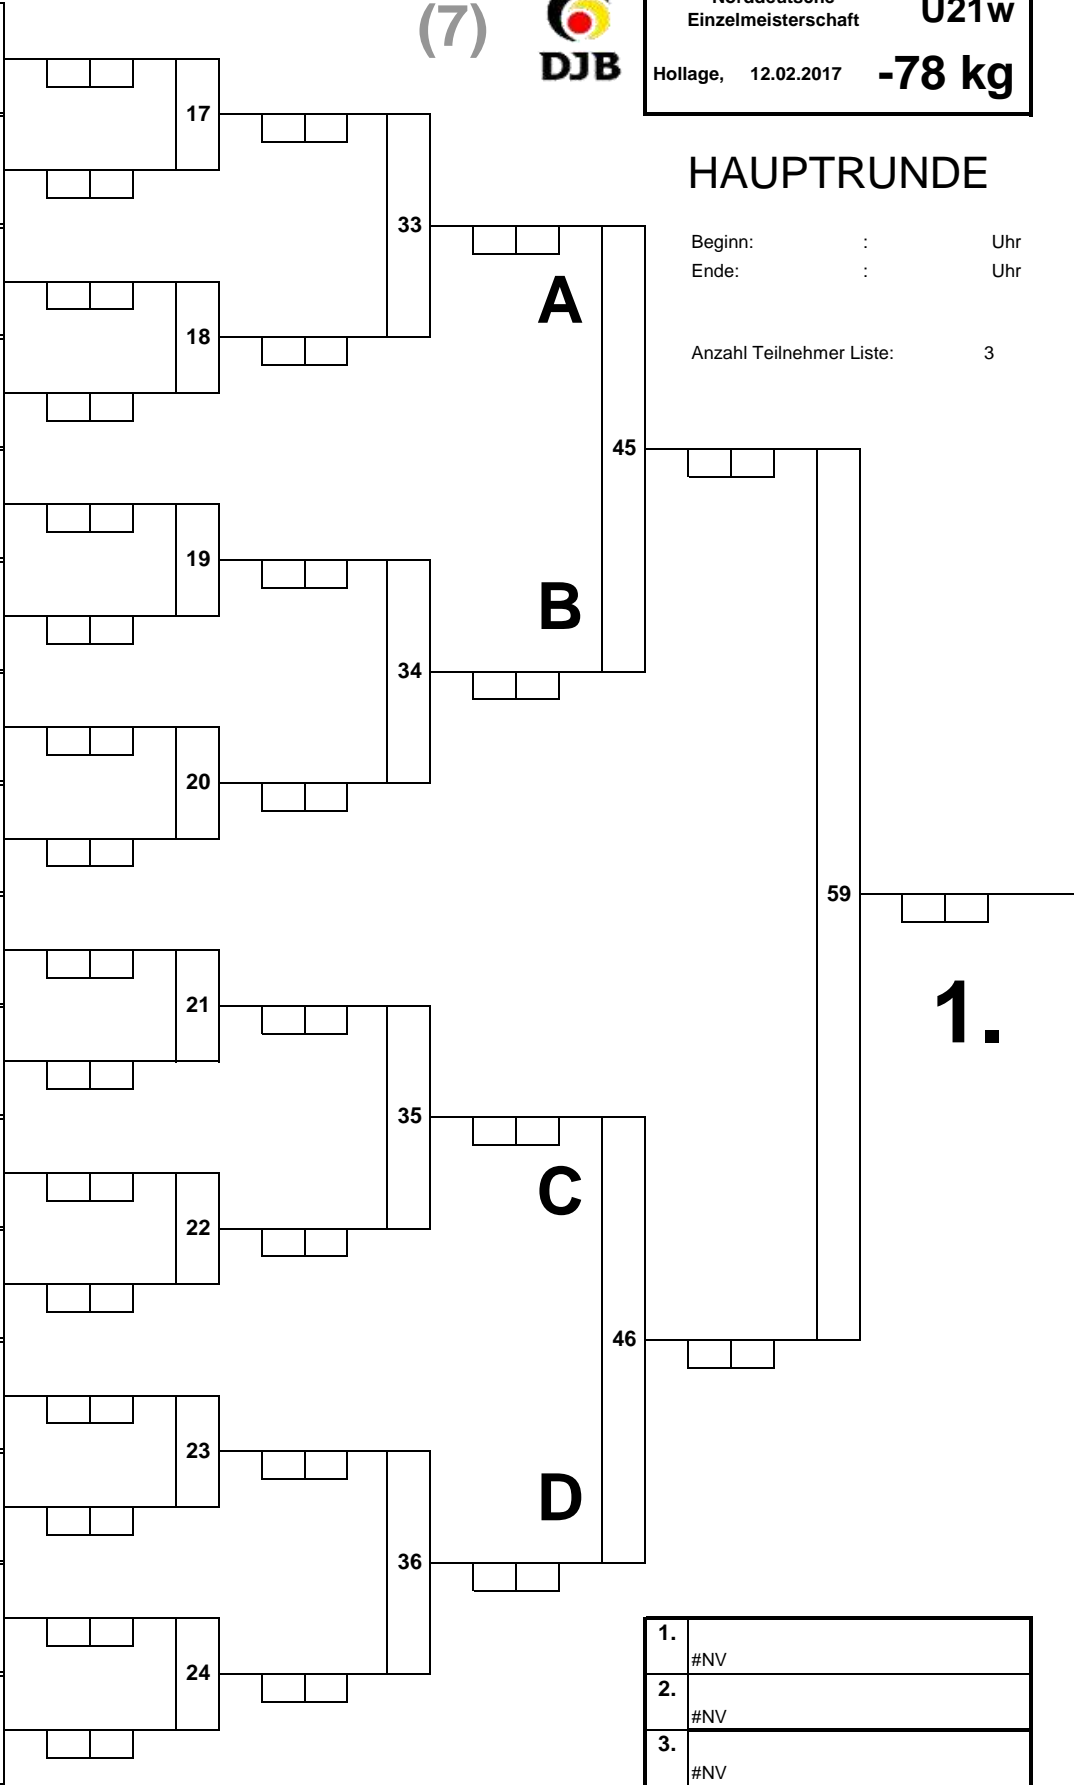 (7)
DJB
Norddeutsche
Einzelmeisterschaft
U21w
Hollage, 12.02.2017 -78 kg
HAUPTRUNDE
Beginn: : Uhr
Ende: : Uhr
Anzahl Teilnehmer Liste: 3
17
33
A
18
45
19
B
34
20
59
21
1.
35
C
22
46
23
D
36
24
1.
#NV
2.
#NV
3.
#NV